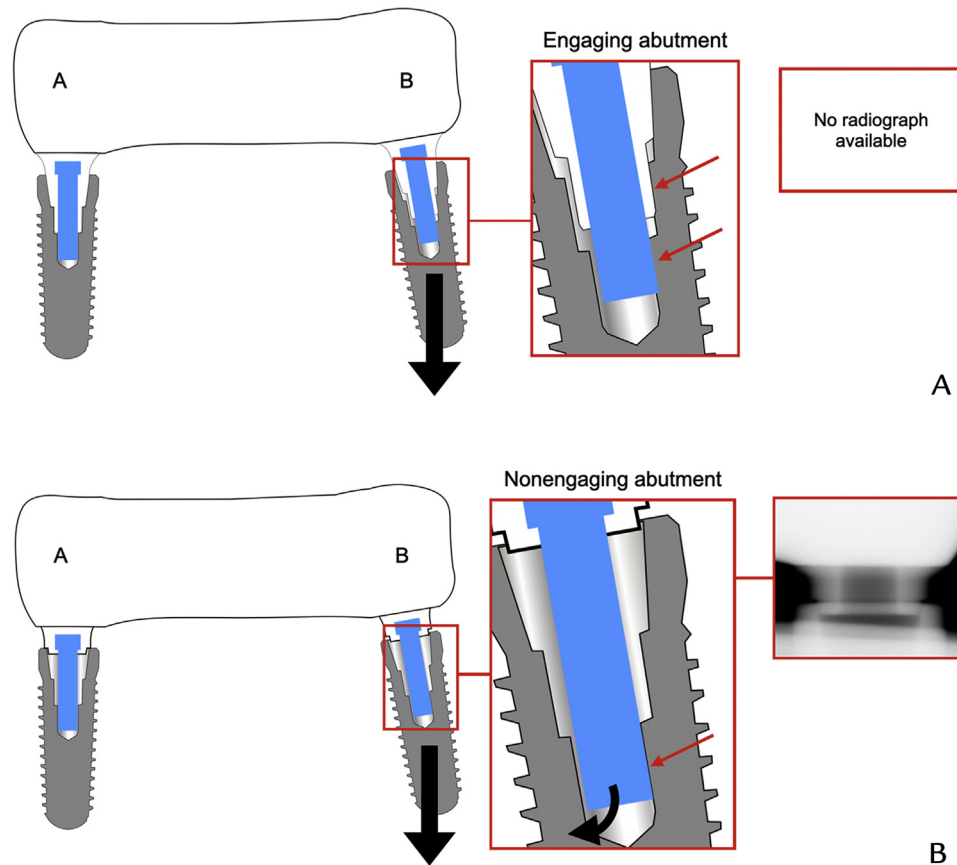 Engaging abutment
A
B
No radiograph
available
A
Nonengaging abutment
A
B
B